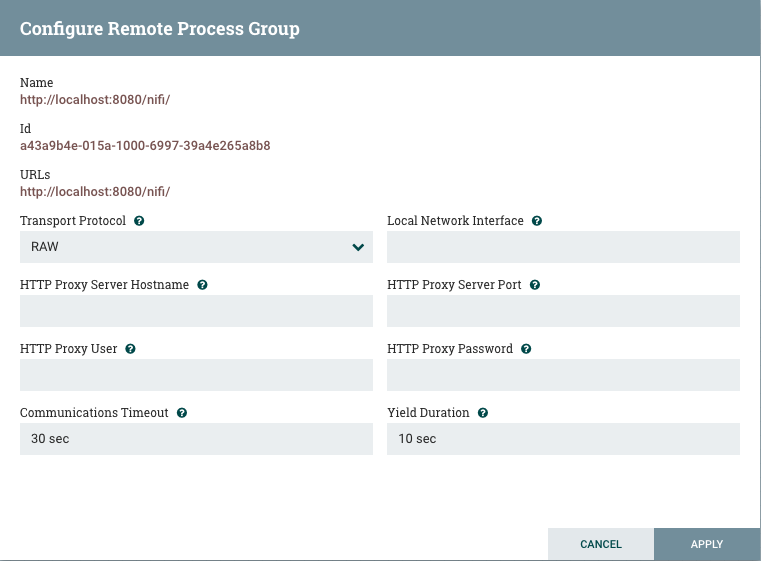 Configure Remote Process Group
Name
http://localhost:8080/nifi/
Id
a43a9b4e-015a-1000-6997-39a4e265a8b8
URLs
http://localhost:8080/nifi/
Transport Protocol ?
Local Network Interface ?
RAW
HTTP Proxy Server Hostname ?
HTTP Proxy Server Port ?
HTTP Proxy User ?
HTTP Proxy Password ?
Communications Timeout ?
Yield Duration ?
30 sec
10 sec
CANCEL
APPLY